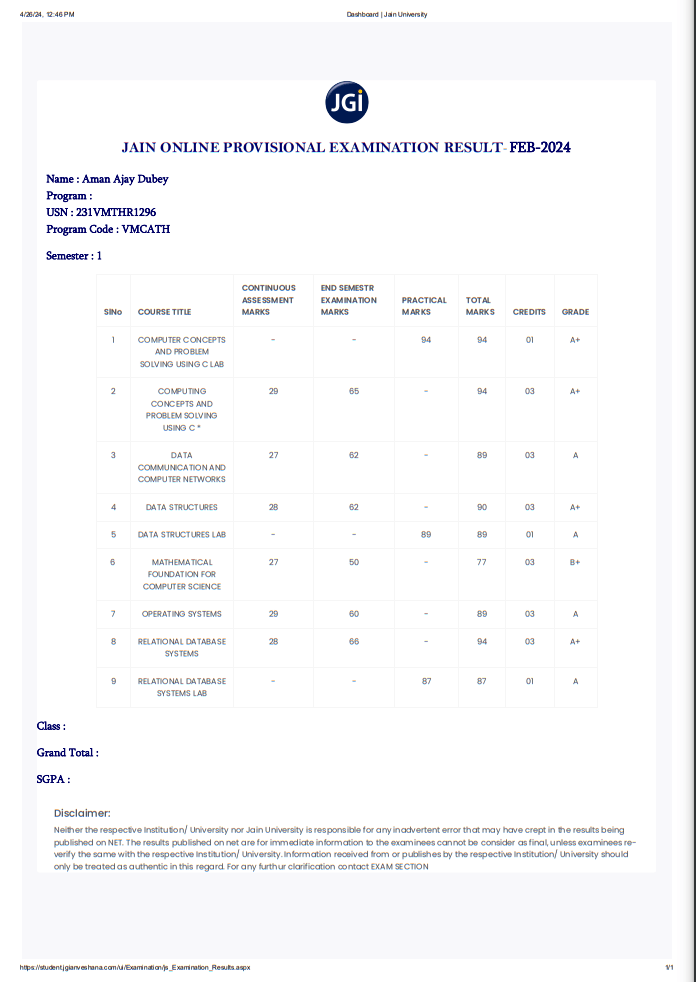 4/26/24, 12:46 PM
Dashboard | Jain University
JGi
JAIN ONLINE PROVISIONAL EXAMINATION RESULT- FEB-2024
Name : Aman Ajay Dubey
Program :
USN : 231VMTHR1296
Program Code : VMCATH
Semester : 1
SlNo COURSE TITLE CONTINUOUS ASSESSMENT MARKS END SEMESTR EXAMINATION MARKS PRACTICAL MARKS TOTAL MARKS CREDITS GRADE
1 COMPUTER CONCEPTS AND PROBLEM SOLVING USING C LAB - - 94 94 01 A+
2 COMPUTING CONCEPTS AND PROBLEM SOLVING USING C * 29 65 - 94 03 A+
3 DATA COMMUNICATION AND COMPUTER NETWORKS 27 62 - 89 03 A
4 DATA STRUCTURES 28 62 - 90 03 A+
5 DATA STRUCTURES LAB - - 89 89 01 A
6 MATHEMATICAL FOUNDATION FOR COMPUTER SCIENCE 27 50 - 77 03 B+
7 OPERATING SYSTEMS 29 60 - 89 03 A
8 RELATIONAL DATABASE SYSTEMS 28 66 - 94 03 A+
9 RELATIONAL DATABASE SYSTEMS LAB - - 87 87 01 A
Class :
Grand Total :
SGPA :
Disclaimer:
Neither the respective Institution/ University nor Jain University is responsible for any inadvertent error that may have crept in the results being
published on NET. The results published on net are for immediate information to the examinees cannot be consider as final, unless examinees re-
verify the same with the respective Institution/ University. Information received from or publishes by the respective Institution/ University should
only be treated as authentic in this regard. For any furthur clarification contact EXAM SECTION
https://student.jgianveshana.com/ui/Examination/js_Examination_Results.aspx
1/1